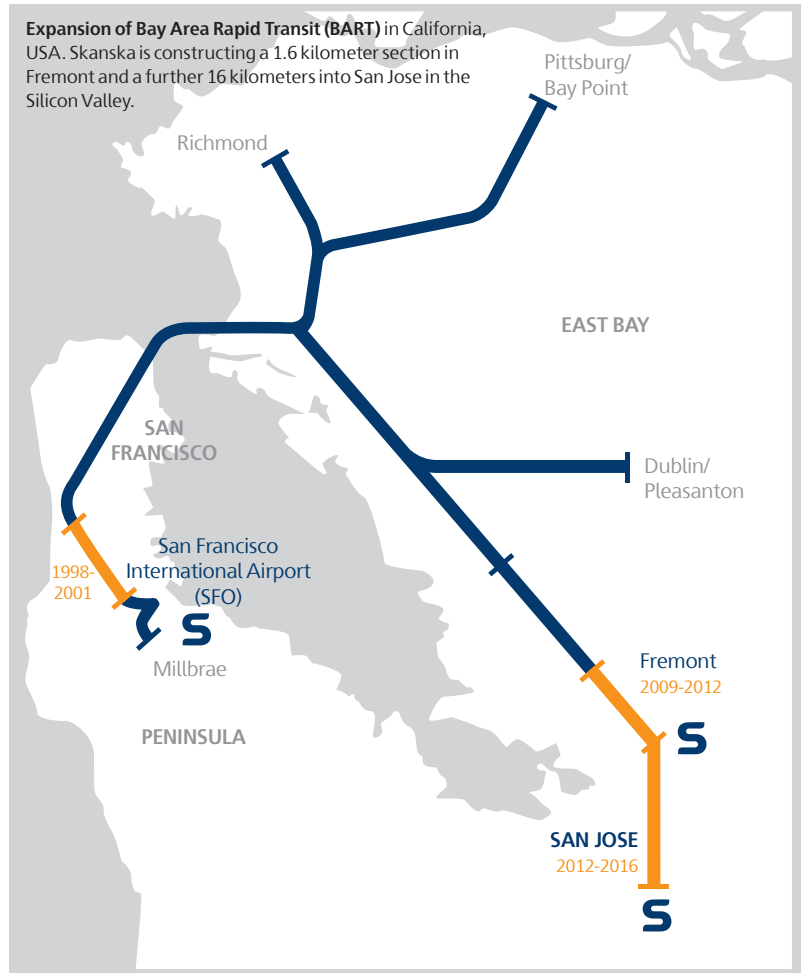 Expansion of Bay Area Rapid Transit (BART) in California,
USA. Skanska is constructing a 1.6 kilometer section in
Fremont and a further 16 kilometers into San Jose in the
Silicon Valley.
Pittsburg/
Bay Point
Richmond
EAST BAY
SAN
FRANCISCO
Dublin/
Pleasanton
San Francisco
International Airport
(SFO)
1998-
2001
S
Millbrae
Fremont
2009-2012
PENINSULA
S
SAN JOSE
2012-2016
S